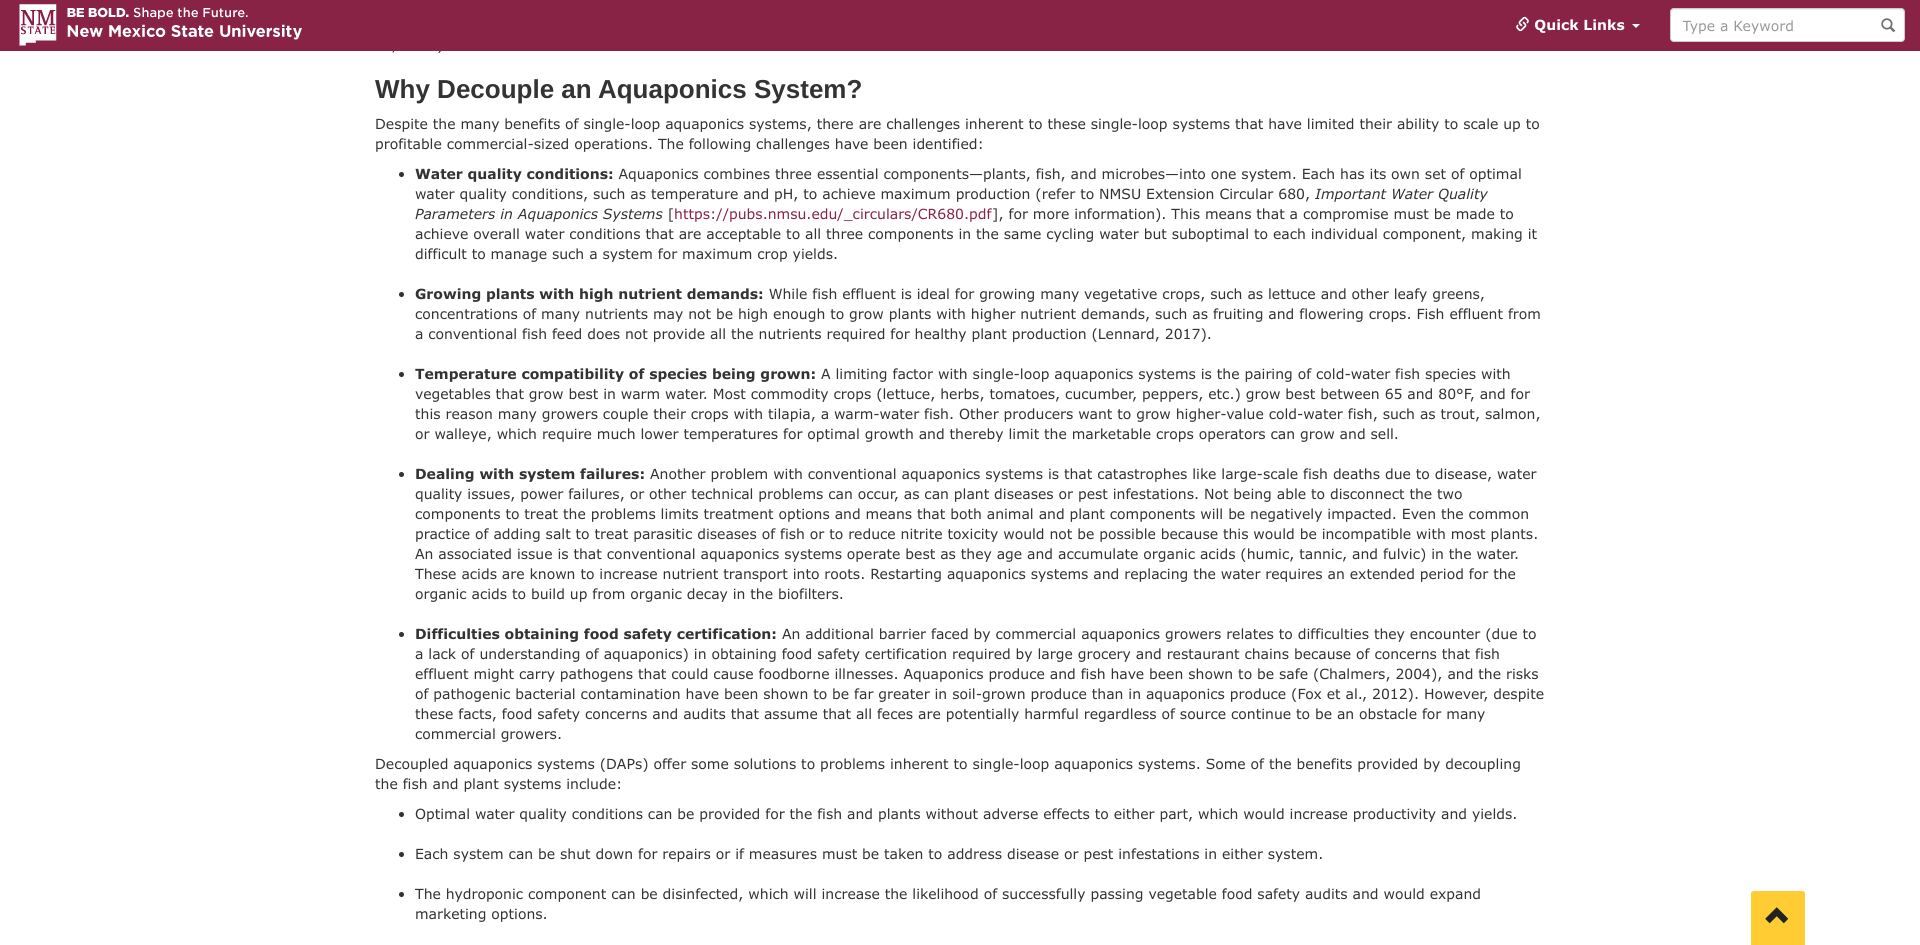 BE BOLD. Shape the Future.
New Mexico State University
NM
STATE
Quick Links
Type a Keyword
Why Decouple an Aquaponics System?
Despite the many benefits of single-loop aquaponics systems, there are challenges inherent to these single-loop systems that have limited their ability to scale up to
profitable commercial-sized operations. The following challenges have been identified:
• Water quality conditions: Aquaponics combines three essential components—plants, fish, and microbes—into one system. Each has its own set of optimal
water quality conditions, such as temperature and pH, to achieve maximum production (refer to NMSU Extension Circular 680, Important Water Quality
Parameters in Aquaponics Systems [https://pubs.nmsu.edu/_circulars/CR680.pdf], for more information). This means that a compromise must be made to
achieve overall water conditions that are acceptable to all three components in the same cycling water but suboptimal to each individual component, making it
difficult to manage such a system for maximum crop yields.
• Growing plants with high nutrient demands: While fish effluent is ideal for growing many vegetative crops, such as lettuce and other leafy greens,
concentrations of many nutrients may not be high enough to grow plants with higher nutrient demands, such as fruiting and flowering crops. Fish effluent from
a conventional fish feed does not provide all the nutrients required for healthy plant production (Lennard, 2017).
• Temperature compatibility of species being grown: A limiting factor with single-loop aquaponics systems is the pairing of cold-water fish species with
vegetables that grow best in warm water. Most commodity crops (lettuce, herbs, tomatoes, cucumber, peppers, etc.) grow best between 65 and 80°F, and for
this reason many growers couple their crops with tilapia, a warm-water fish. Other producers want to grow higher-value cold-water fish, such as trout, salmon,
or walleye, which require much lower temperatures for optimal growth and thereby limit the marketable crops operators can grow and sell.
• Dealing with system failures: Another problem with conventional aquaponics systems is that catastrophes like large-scale fish deaths due to disease, water
quality issues, power failures, or other technical problems can occur, as can plant diseases or pest infestations. Not being able to disconnect the two
components to treat the problems limits treatment options and means that both animal and plant components will be negatively impacted. Even the common
practice of adding salt to treat parasitic diseases of fish or to reduce nitrite toxicity would not be possible because this would be incompatible with most plants.
An associated issue is that conventional aquaponics systems operate best as they age and accumulate organic acids (humic, tannic, and fulvic) in the water.
These acids are known to increase nutrient transport into roots. Restarting aquaponics systems and replacing the water requires an extended period for the
organic acids to build up from organic decay in the biofilters.
• Difficulties obtaining food safety certification: An additional barrier faced by commercial aquaponics growers relates to difficulties they encounter (due to
a lack of understanding of aquaponics) in obtaining food safety certification required by large grocery and restaurant chains because of concerns that fish
effluent might carry pathogens that could cause foodborne illnesses. Aquaponics produce and fish have been shown to be safe (Chalmers, 2004), and the risks
of pathogenic bacterial contamination have been shown to be far greater in soil-grown produce than in aquaponics produce (Fox et al., 2012). However, despite
these facts, food safety concerns and audits that assume that all feces are potentially harmful regardless of source continue to be an obstacle for many
commercial growers.
Decoupled aquaponics systems (DAPs) offer some solutions to problems inherent to single-loop aquaponics systems. Some of the benefits provided by decoupling
the fish and plant systems include:
• Optimal water quality conditions can be provided for the fish and plants without adverse effects to either part, which would increase productivity and yields.
• Each system can be shut down for repairs or if measures must be taken to address disease or pest infestations in either system.
• The hydroponic component can be disinfected, which will increase the likelihood of successfully passing vegetable food safety audits and would expand
marketing options.